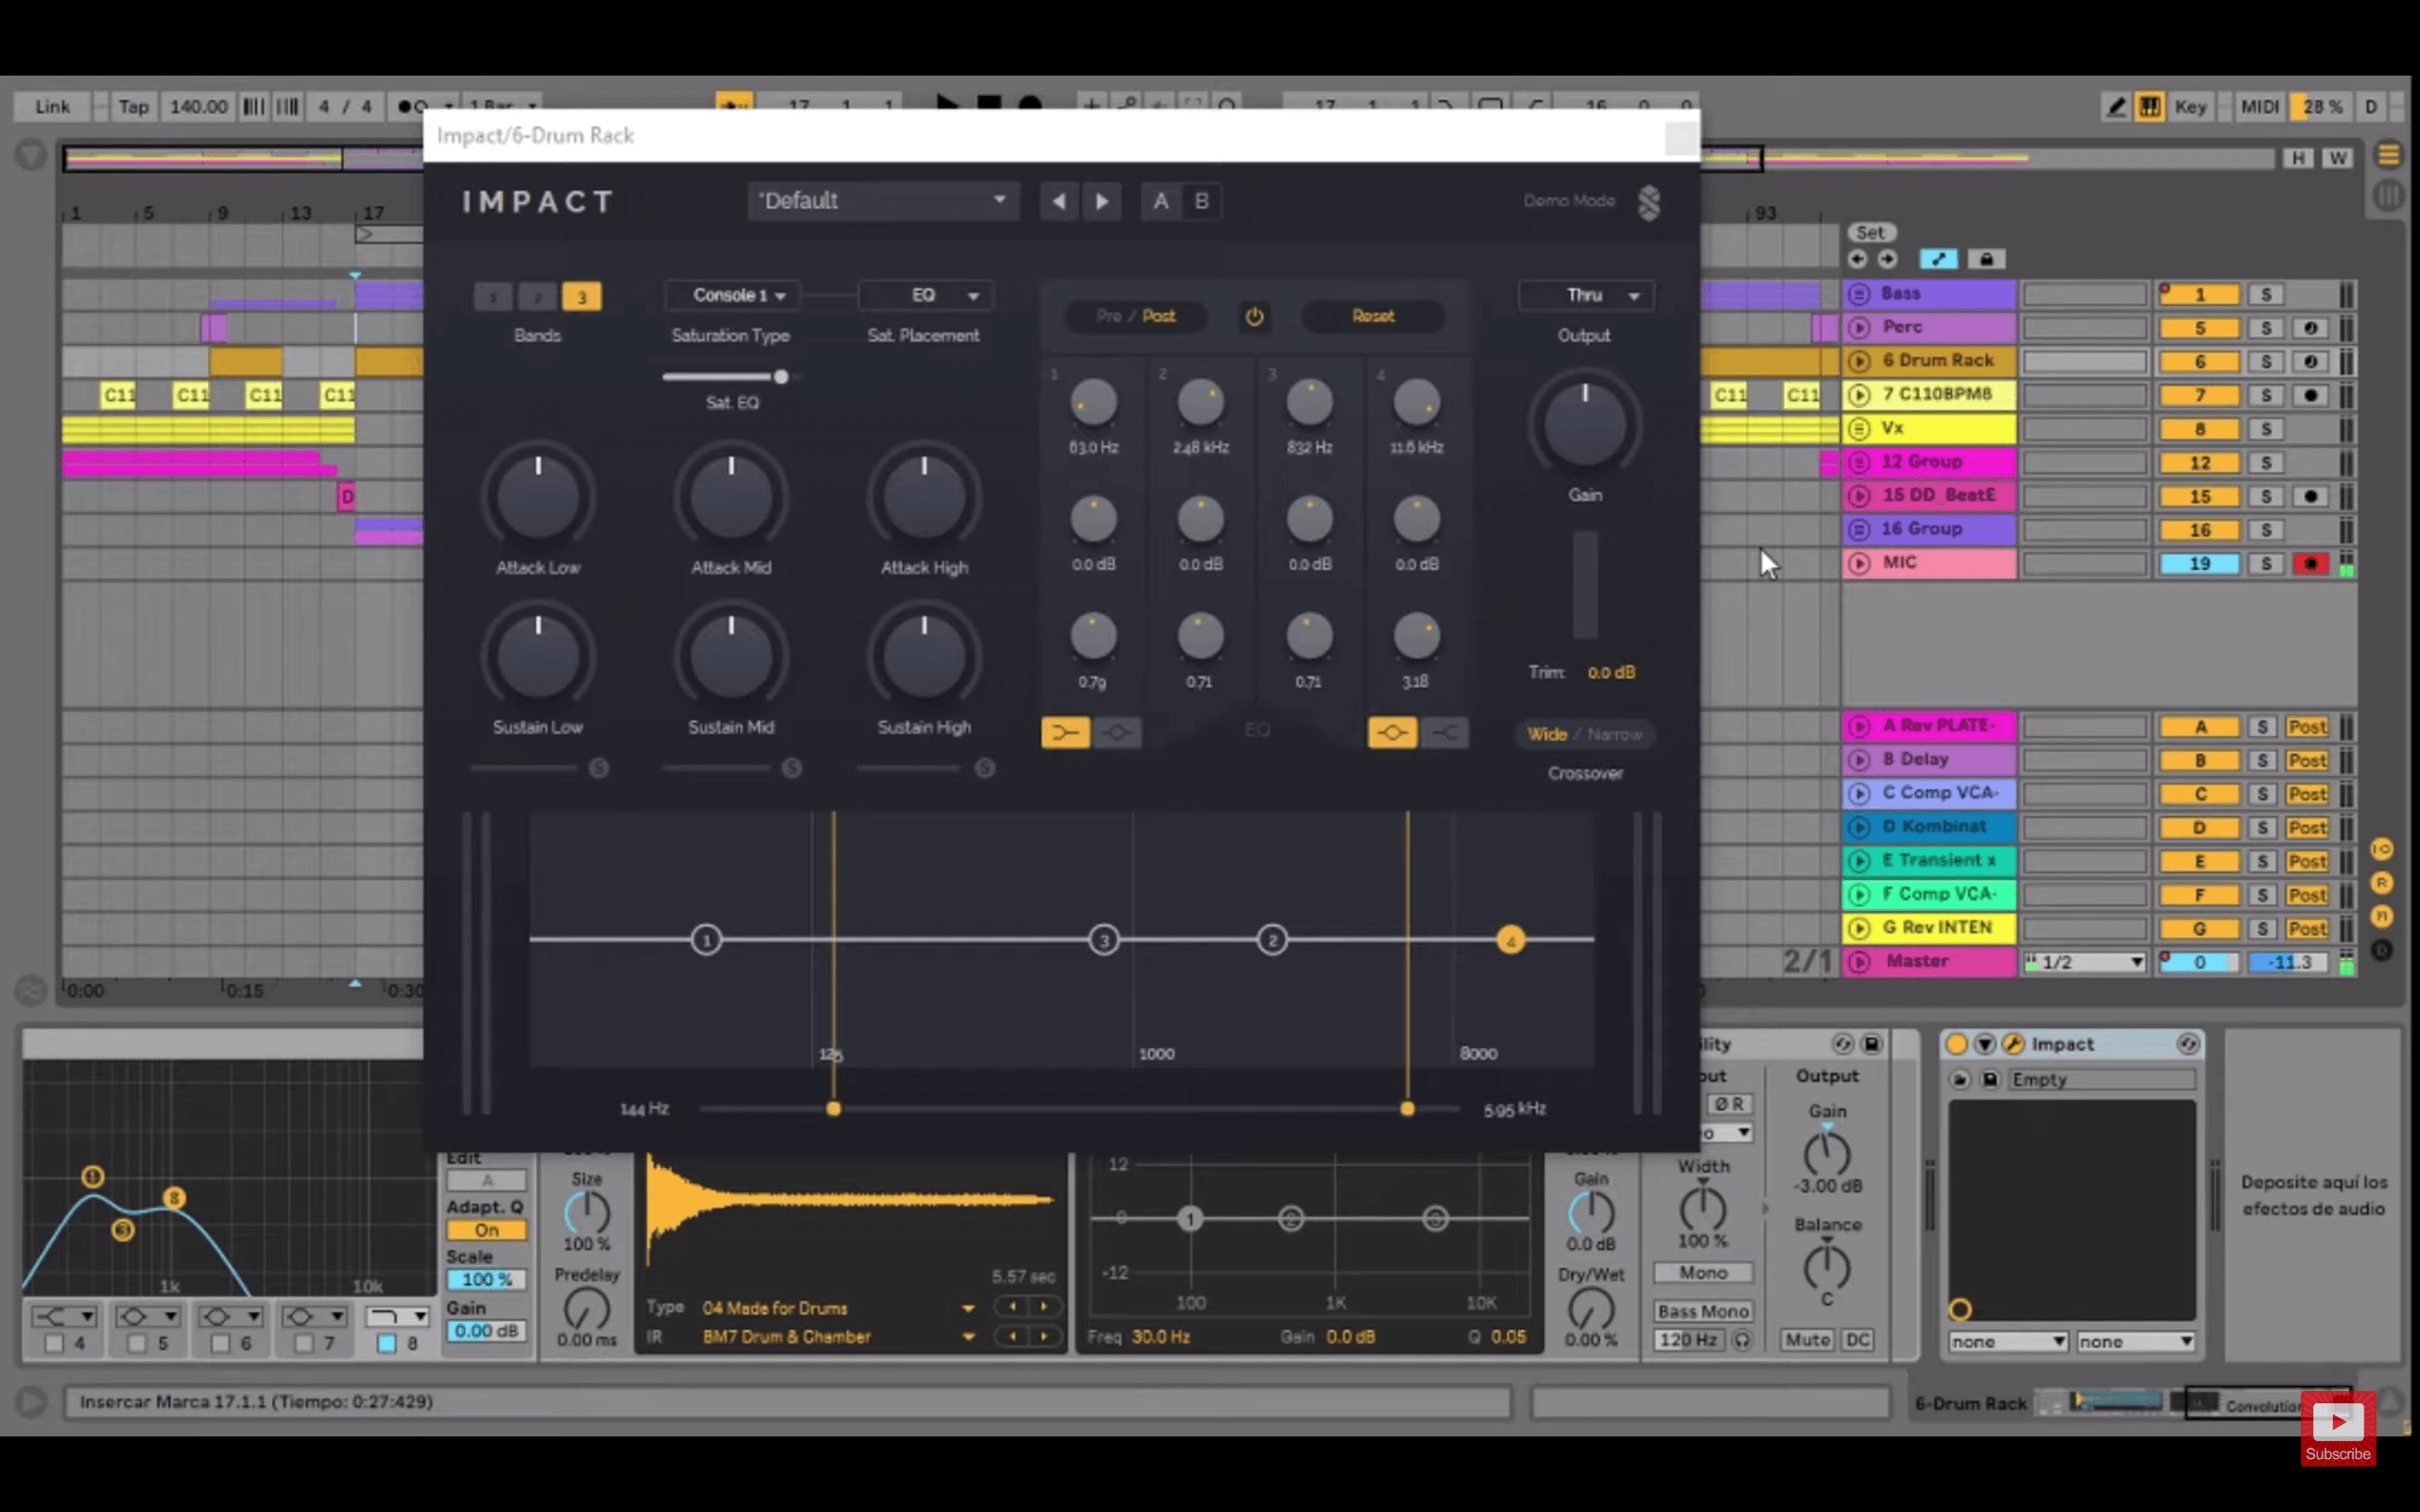 Link Tap 140.00 4 / 4 1 Bar 17 1 1 17 1 1 16 0 0 Key MIDI 28 % D
Impact/6-Drum Rack
H W
IMPACT *Default A B Demo Mode
1 5 9 13 17 93
Set
1 2 3 Console 1 EQ Pre / Post Reset Thru
Bands Saturation Type Sat. Placement Output
Sat. EQ
1 2 3 4
63.0 Hz 2.48 kHz 832 Hz 11.6 kHz
Gain
0.0 dB 0.0 dB 0.0 dB 0.0 dB
Attack Low Attack Mid Attack High
0.79 0.71 0.71 3.18
Trim: 0.0 dB
Sustain Low Sustain Mid Sustain High
EQ
Wide / Narrow
Crossover
S S S
1 3 2 4
125 1000 8000
144 Hz 5.95 kHz
C11 C11 C11 C11 C11 C11
D
Bass 1 S
Perc 5 S
6 Drum Rack 6 S
7 C110BPM8 7 S
Vx 8 S
12 Group 12 S
15 DD_BeatE 15 S
16 Group 16 S
MIC 19 S
A Rev PLATE- A S Post
B Delay B S Post
C Comp VCA- C S Post
D Kombinat D S Post
E Transient x E S Post
F Comp VCA- F S Post
G Rev INTEN G S Post
2/1 Master 1/2 0 -11.3
0:00 0:15 0:30
1 3 8
1k 10k
4 5 6 7 8
Edit
A
Adapt. Q
On
Scale
100 %
Gain
0.00 dB
Size
100 %
Predelay
0.00 ms
5.57 sec
Type 04 Made for Drums
IR BM7 Drum & Chamber
12
0
-12
1 2 3
100 1K 10K
Freq 30.0 Hz Gain 0.0 dB Q 0.05
Gain
0.0 dB
Dry/Wet
0.00 %
ility
put Output
Ø R
Width
100 %
Mono
Bass Mono
120 Hz
Gain
-3.00 dB
Balance
C
Mute DC
Impact
Empty
none none
Deposite aquí los
efectos de audio
Insercar Marca 17.1.1 (Tiempo: 0:27:429)
6-Drum Rack
Convolution
Subscribe